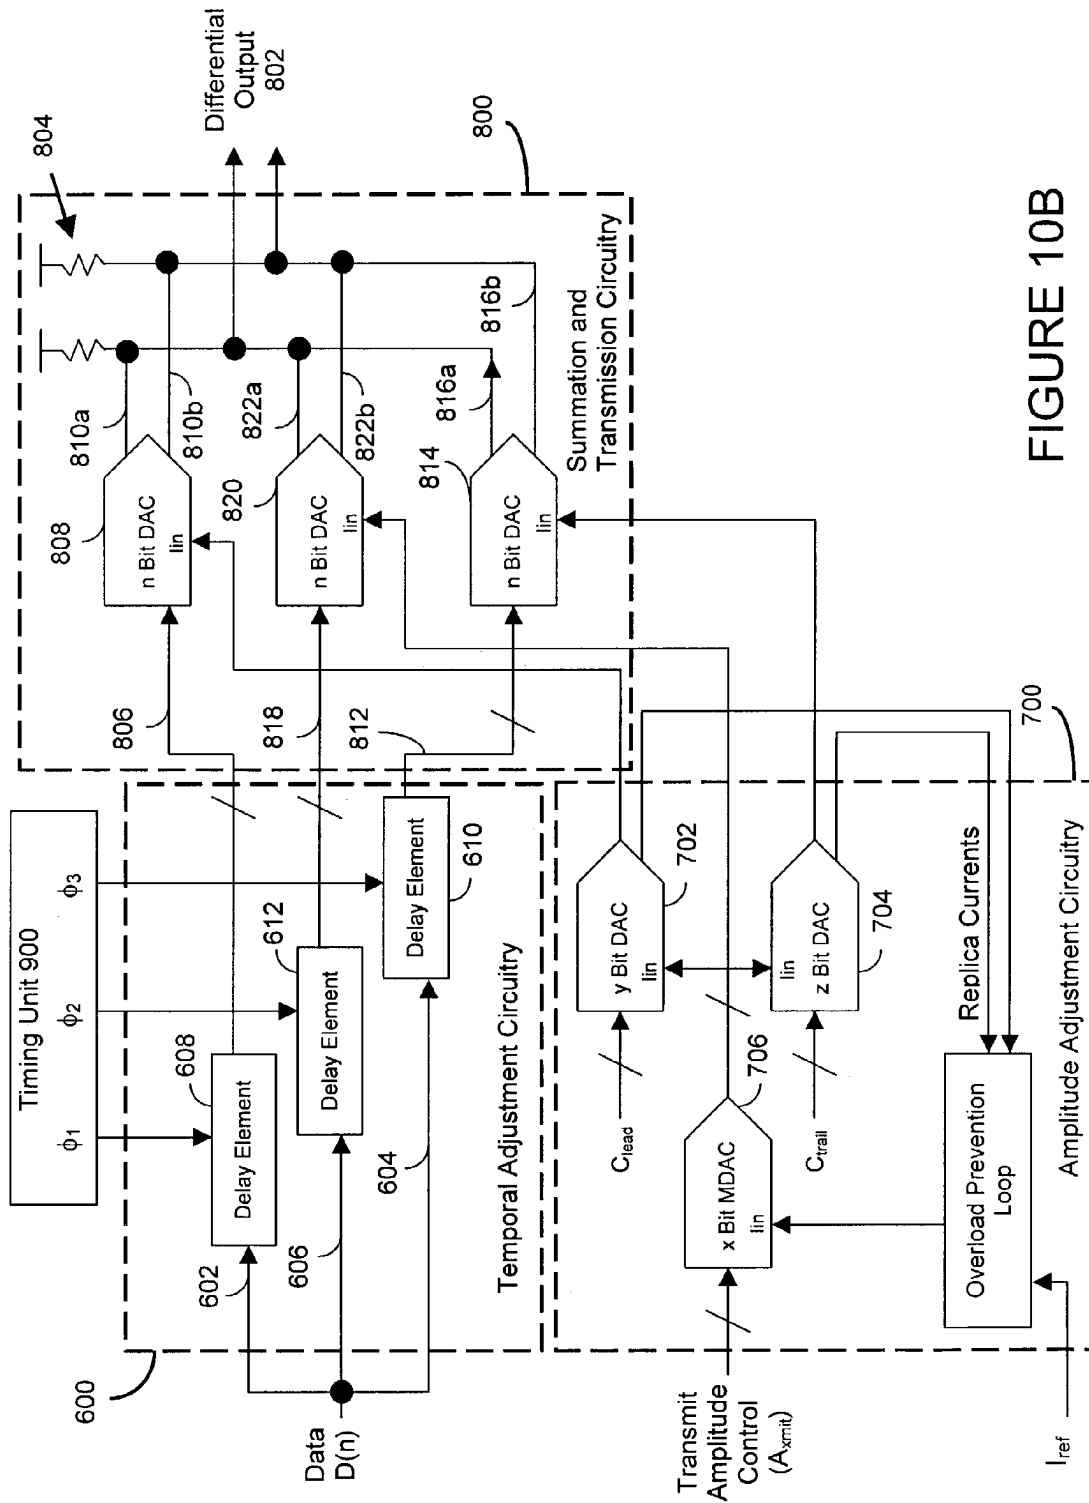 Timing Unit 900
ϕ1
ϕ2
ϕ3
600
Data
D(n)
602
606
604
608
Delay Element
612
Delay Element
610
Delay Element
Temporal Adjustment Circuitry
806
818
812
808
n Bit DAC
Iin
820
n Bit DAC
Iin
814
n Bit DAC
Iin
810a
810b
822a
822b
816a
816b
804
Differential
Output
802
800
Summation and
Transmission Circuitry
Transmit
Amplitude
Control
(Axmit)
x Bit MDAC
Iin
706
Clead
y Bit DAC
Iin
702
Ctrail
Iin
z Bit DAC
704
Replica Currents
Overload Prevention
Loop
Iref
700
Amplitude Adjustment Circuitry
FIGURE 10B